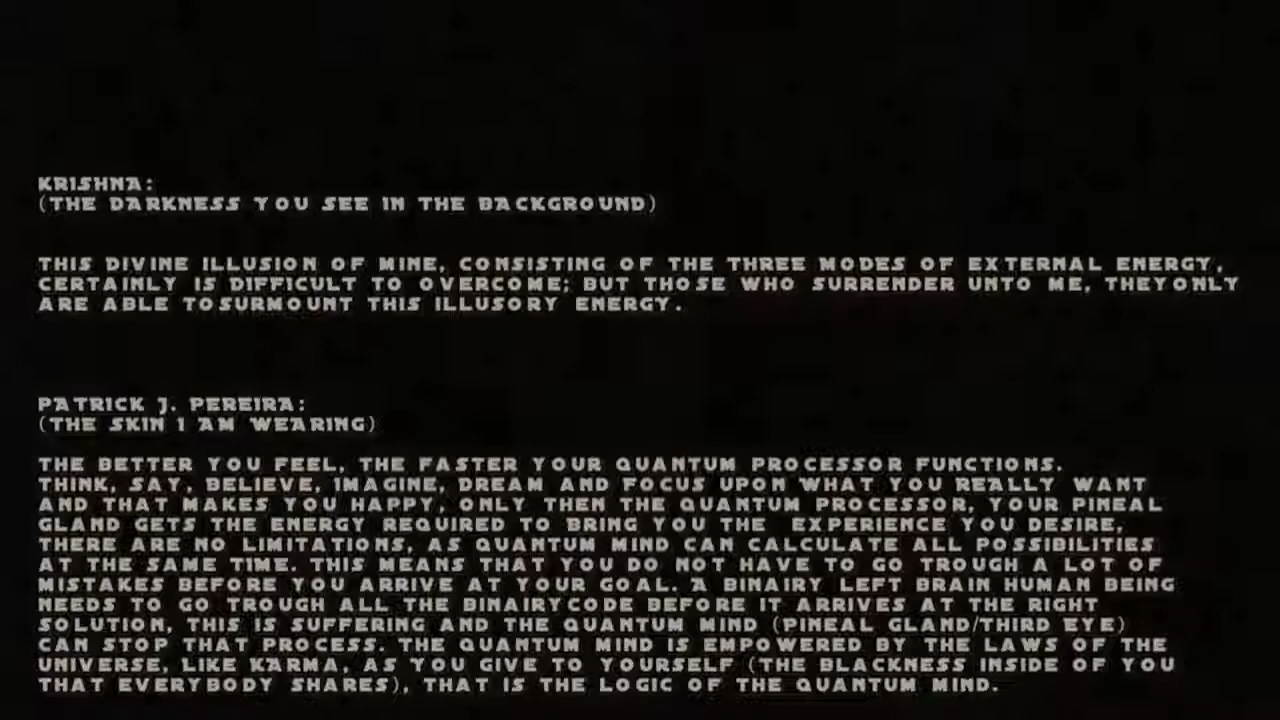 KRISHNA:
(THE DARKNESS YOU SEE IN THE BACKGROUND)
THIS DIVINE ILLUSION OF MINE, CONSISTING OF THE THREE MODES OF EXTERNAL ENERGY,
CERTAINLY IS DIFFICULT TO OVERCOME; BUT THOSE WHO SURRENDER UNTO ME, THEYONLY
ARE ABLE TOSURMOUNT THIS ILLUSORY ENERGY.
PATRICK J. PEREIRA:
(THE SKIN I AM WEARING)
THE BETTER YOU FEEL, THE FASTER YOUR QUANTUM PROCESSOR FUNCTIONS.
THINK, SAY, BELIEVE, IMAGINE, DREAM AND FOCUS UPON WHAT YOU REALLY WANT
AND THAT MAKES YOU HAPPY, ONLY THEN THE QUANTUM PROCESSOR, YOUR PINEAL
GLAND GETS THE ENERGY REQUIRED TO BRING YOU THE EXPERIENCE YOU DESIRE,
THERE ARE NO LIMITATIONS, AS QUANTUM MIND CAN CALCULATE ALL POSSIBILITIES
AT THE SAME TIME. THIS MEANS THAT YOU DO NOT HAVE TO GO TROUGH A LOT OF
MISTAKES BEFORE YOU ARRIVE AT YOUR GOAL. A BINAIRY LEFT BRAIN HUMAN BEING
NEEDS TO GO TROUGH ALL THE BINAIRYCODE BEFORE IT ARRIVES AT THE RIGHT
SOLUTION, THIS IS SUFFERING AND THE QUANTUM MIND (PINEAL GLAND/THIRD EYE)
CAN STOP THAT PROCESS. THE QUANTUM MIND IS EMPOWERED BY THE LAWS OF THE
UNIVERSE, LIKE KARMA, AS YOU GIVE TO YOURSELF (THE BLACKNESS INSIDE OF YOU
THAT EVERYBODY SHARES), THAT IS THE LOGIC OF THE QUANTUM MIND.